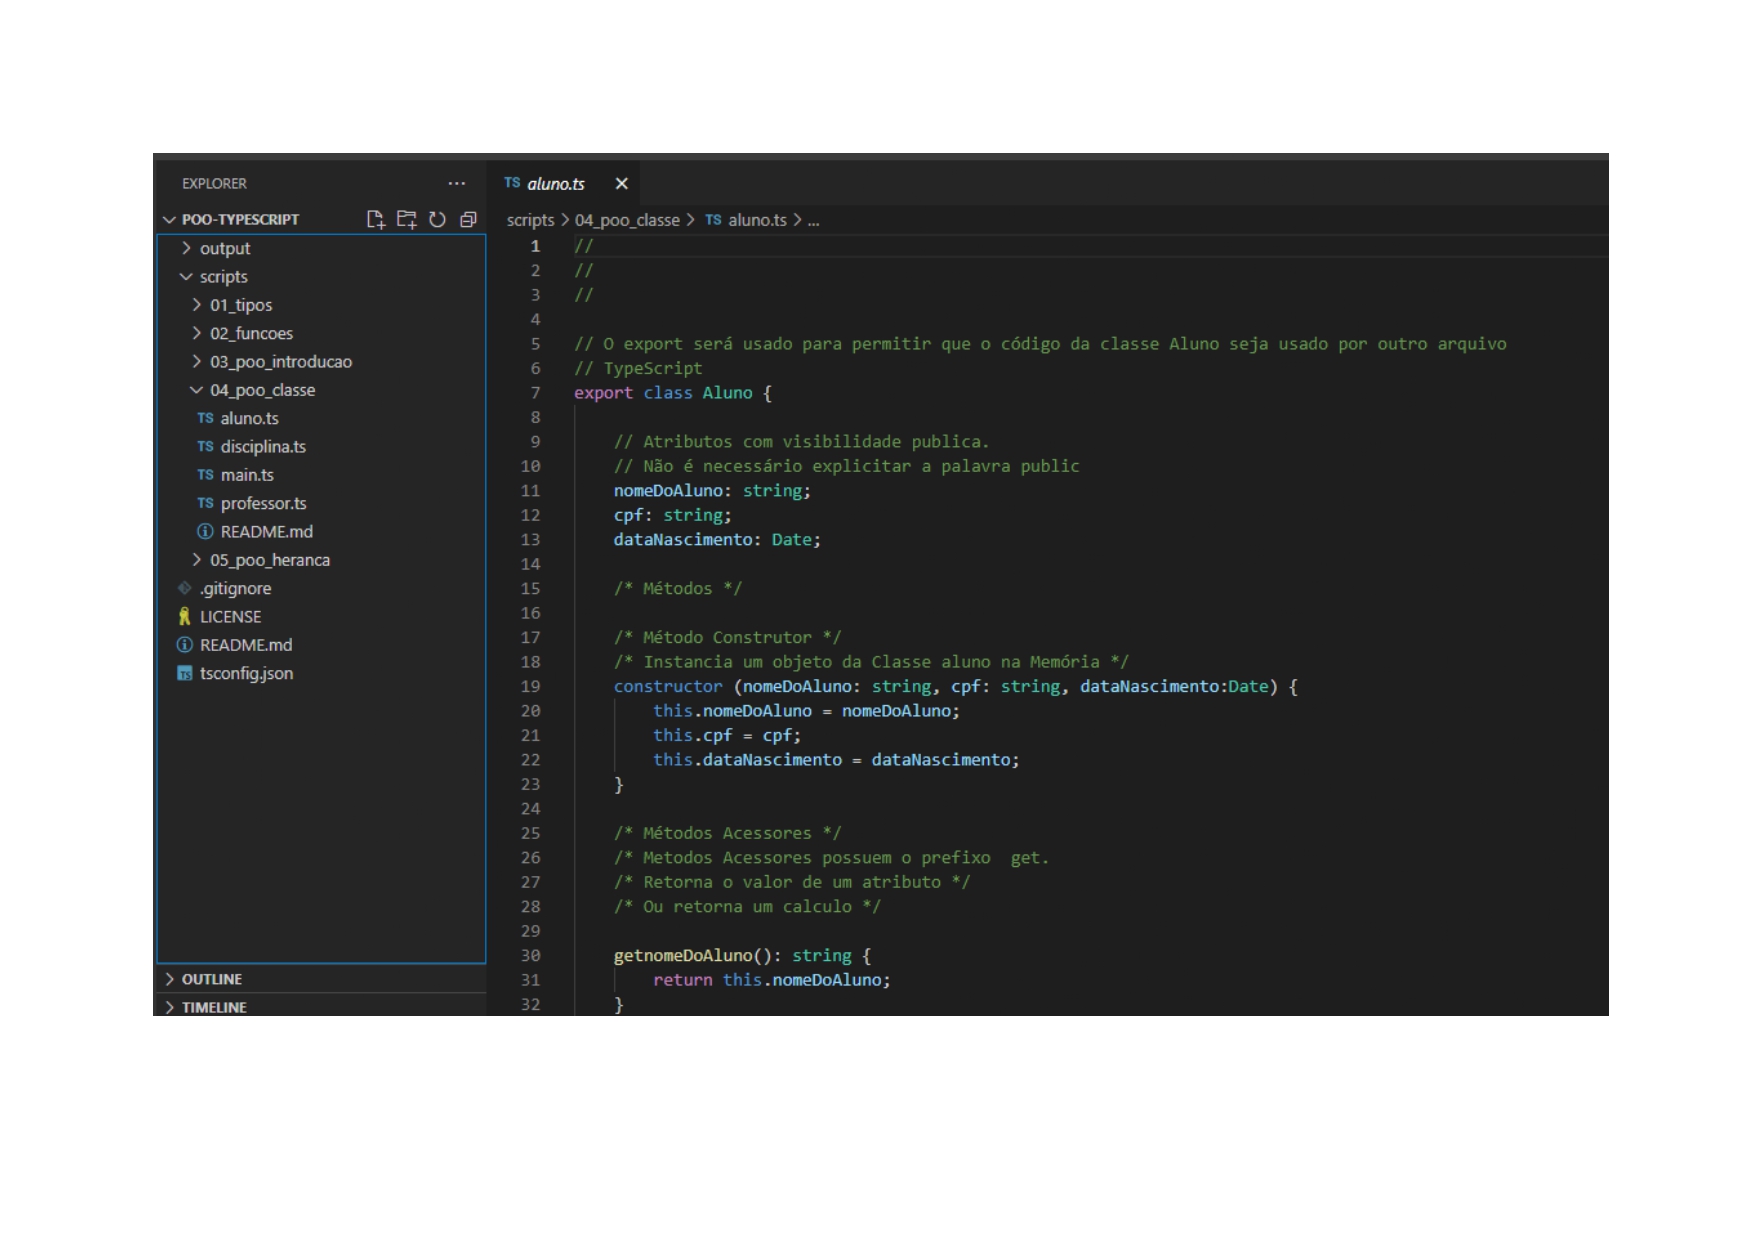 EXPLORER ...
POO-TYPESCRIPT
output
scripts
01_tipos
02_funcoes
03_poo_introducao
04_poo_classe
TS aluno.ts
TS disciplina.ts
TS main.ts
TS professor.ts
README.md
05_poo_heranca
.gitignore
LICENSE
README.md
TS tsconfig.json
OUTLINE
TIMELINE
TS aluno.ts
scripts > 04_poo_classe > TS aluno.ts > ...
1 //
2 //
3 //
4
5 // O export será usado para permitir que o código da classe Aluno seja usado por outro arquivo
6 // TypeScript
7 export class Aluno {
8
9 // Atributos com visibilidade publica.
10 // Não é necessário explicitar a palavra public
11 nomeDoAluno: string;
12 cpf: string;
13 dataNascimento: Date;
14
15 /* Métodos */
16
17 /* Método Construtor */
18 /* Instancia um objeto da Classe aluno na Memória */
19 constructor (nomeDoAluno: string, cpf: string, dataNascimento:Date) {
20 this.nomeDoAluno = nomeDoAluno;
21 this.cpf = cpf;
22 this.dataNascimento = dataNascimento;
23 }
24
25 /* Métodos Acessores */
26 /* Metodos Acessores possuem o prefixo  get.
27 /* Retorna o valor de um atributo */
28 /* Ou retorna um calculo */
29
30 getnomeDoAluno(): string {
31 return this.nomeDoAluno;
32 }